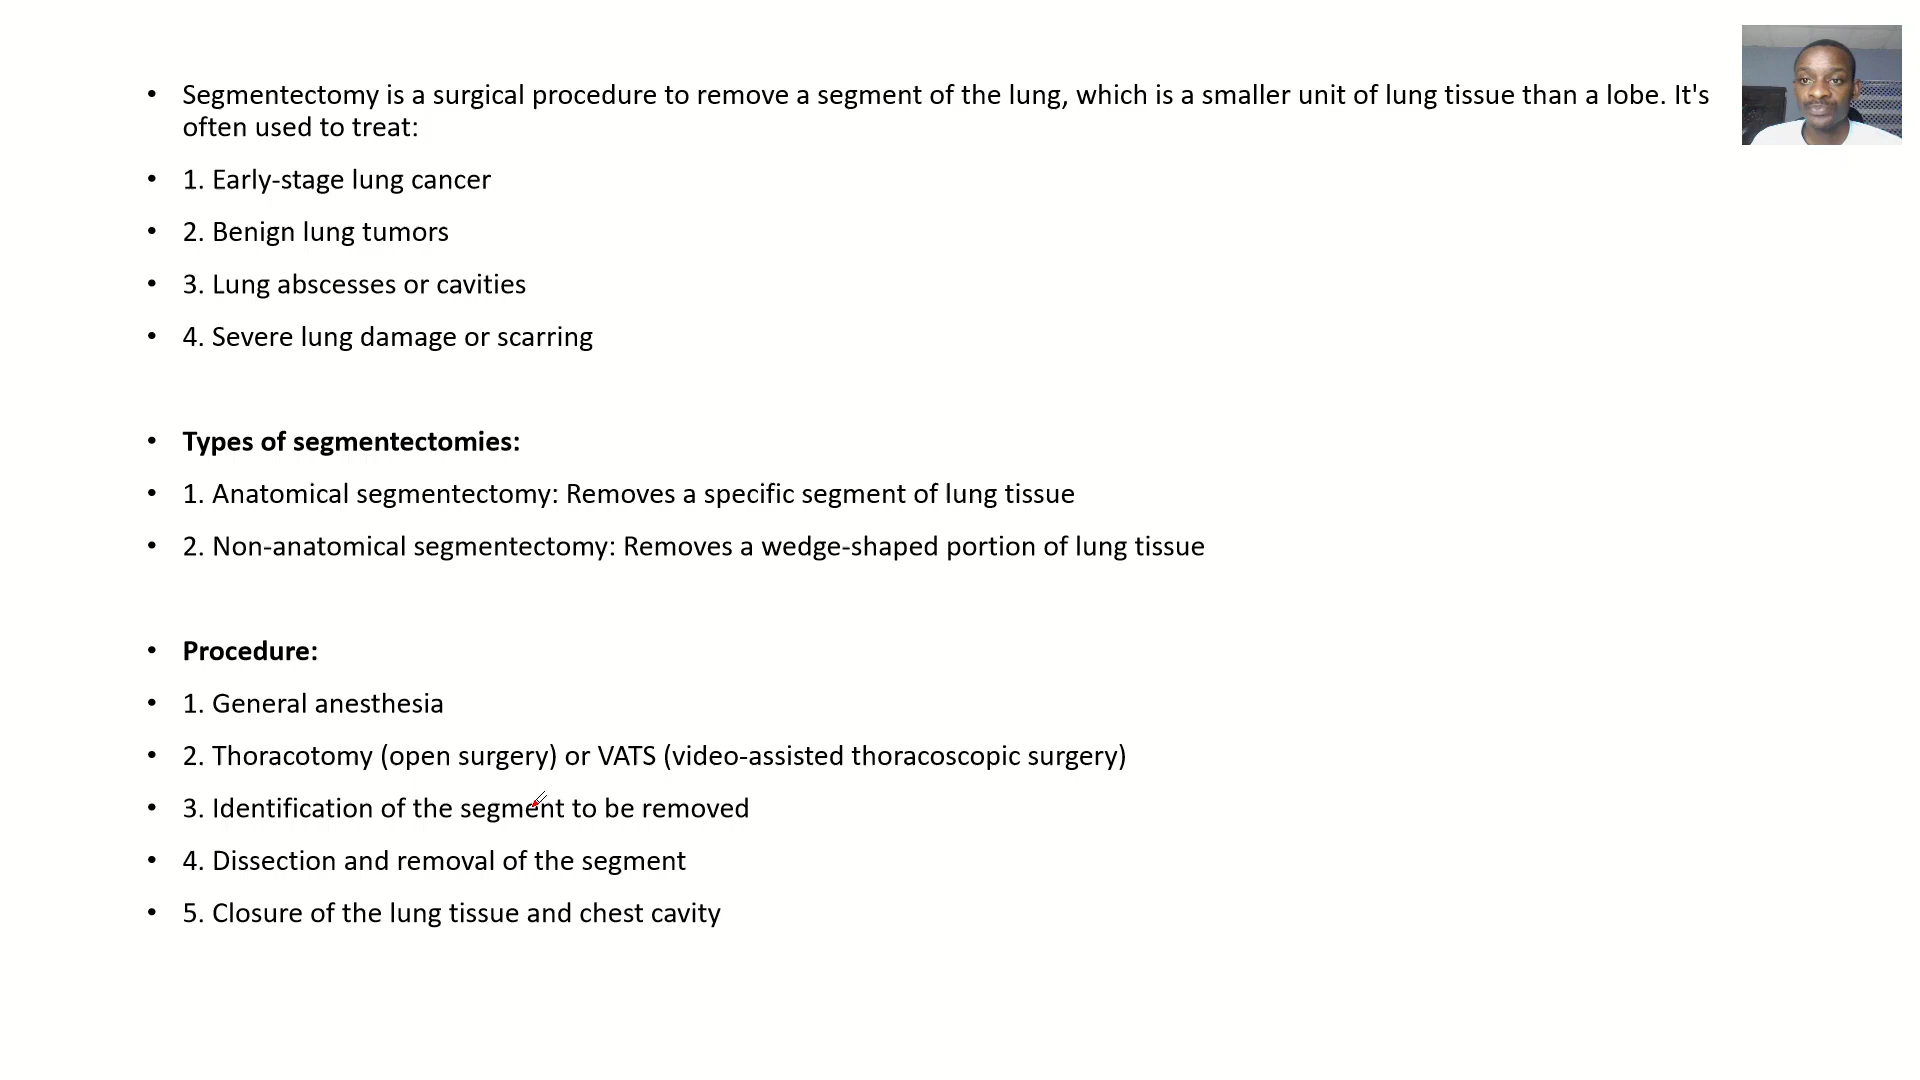 • Segmentectomy is a surgical procedure to remove a segment of the lung, which is a smaller unit of lung tissue than a lobe. It's
often used to treat:
• 1. Early-stage lung cancer
• 2. Benign lung tumors
• 3. Lung abscesses or cavities
• 4. Severe lung damage or scarring
• Types of segmentectomies:
• 1. Anatomical segmentectomy: Removes a specific segment of lung tissue
• 2. Non-anatomical segmentectomy: Removes a wedge-shaped portion of lung tissue
• Procedure:
• 1. General anesthesia
• 2. Thoracotomy (open surgery) or VATS (video-assisted thoracoscopic surgery)
• 3. Identification of the segment to be removed
• 4. Dissection and removal of the segment
• 5. Closure of the lung tissue and chest cavity